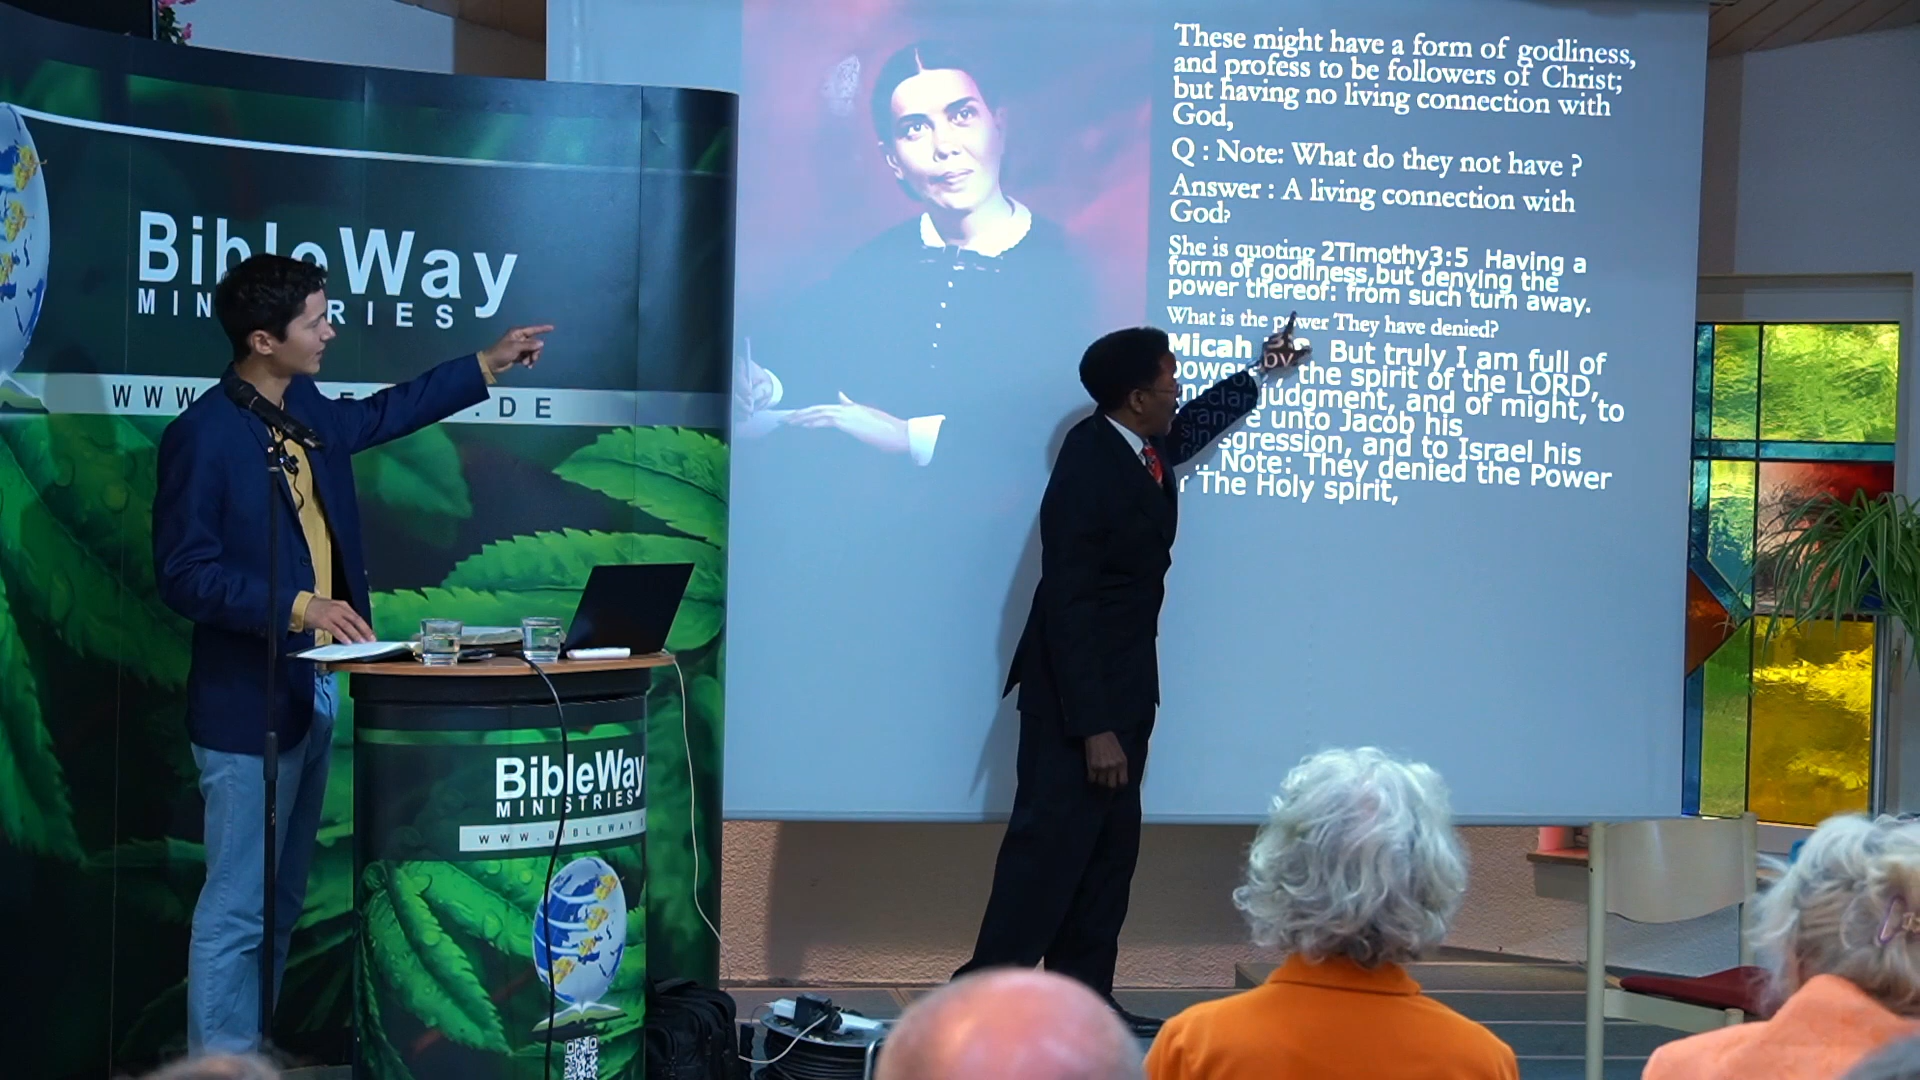 BibleWay
MINISTRIES
WWW.
.DE
BibleWay
MINISTRIES
WWW.BIBLEWAY
These might have a form of godliness,
and profess to be followers of Christ;
but having no living connection with
God,
Q : Note: What do they not have ?
Answer : A living connection with
God?
She is quoting 2Timothy3:5 Having a
form of godliness,but denying the
power thereof: from such turn away.
What is the power They have denied?
Micah But truly I am full of
power the spirit of the LORD,
judgment, and of might, to
unto Jacob his
sgression, and to Israel his
Note: They denied the Power
The Holy spirit,